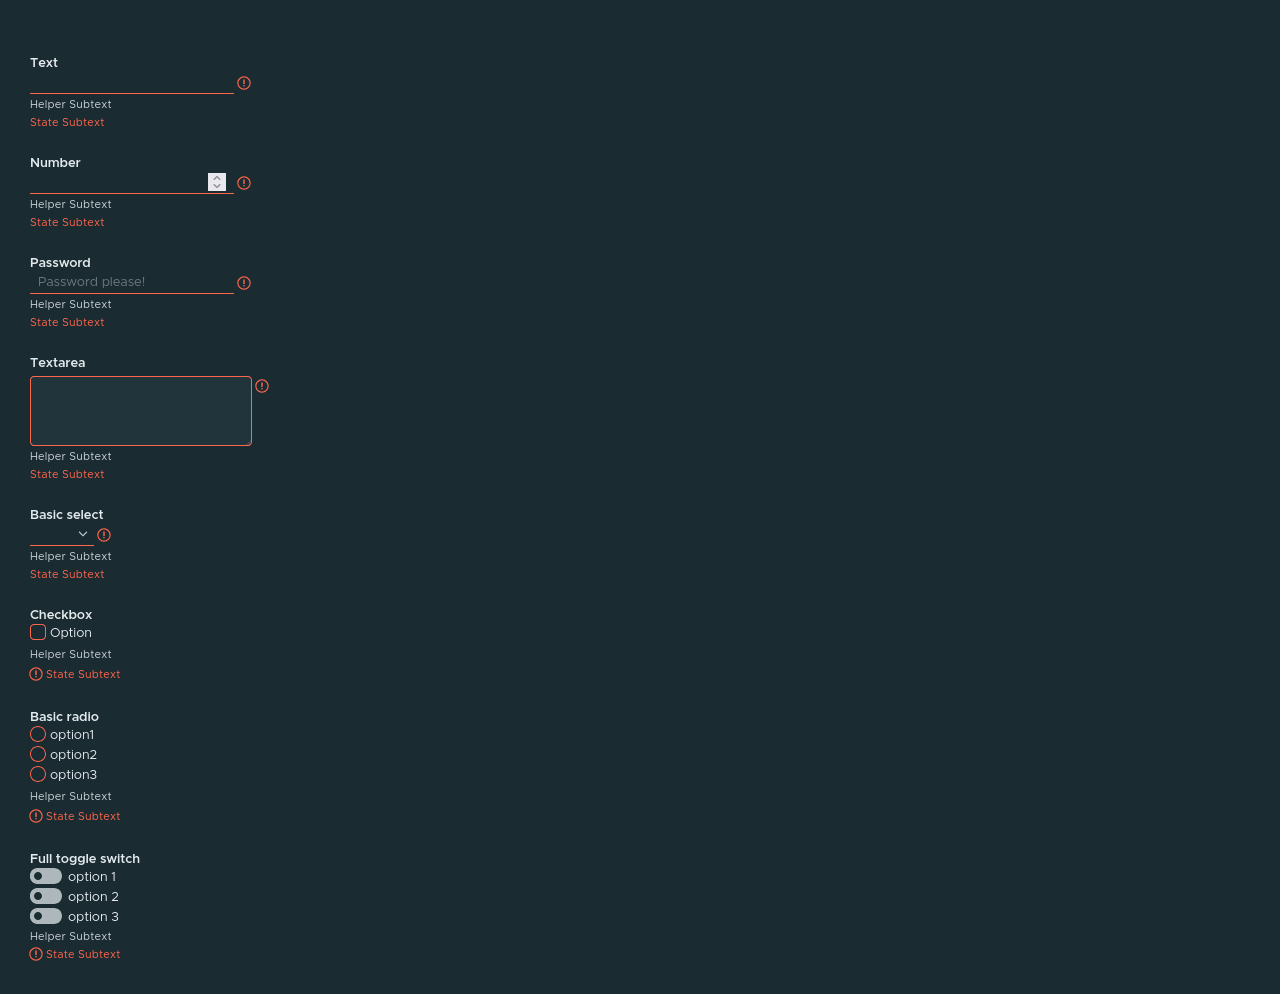 Text
Helper Subtext
State Subtext
Number
Helper Subtext
State Subtext
Password
Password please!
Helper Subtext
State Subtext
Textarea
Helper Subtext
State Subtext
Basic select
Helper Subtext
State Subtext
Checkbox
Option
Helper Subtext
State Subtext
Basic radio
option1
option2
option3
Helper Subtext
State Subtext
Full toggle switch
option 1
option 2
option 3
Helper Subtext
State Subtext